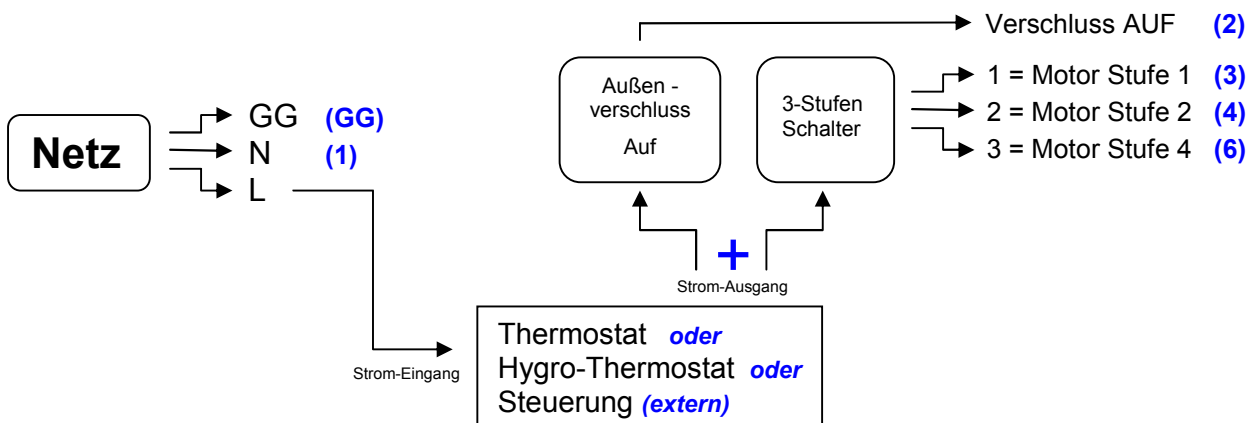 Netz
GG (GG)
N (1)
L
Außen -
verschluss
Auf
3-Stufen
Schalter
Verschluss AUF (2)
1 = Motor Stufe 1 (3)
2 = Motor Stufe 2 (4)
3 = Motor Stufe 4 (6)
+
Strom-Ausgang
Strom-Eingang
Thermostat oder
Hygro-Thermostat oder
Steuerung (extern)